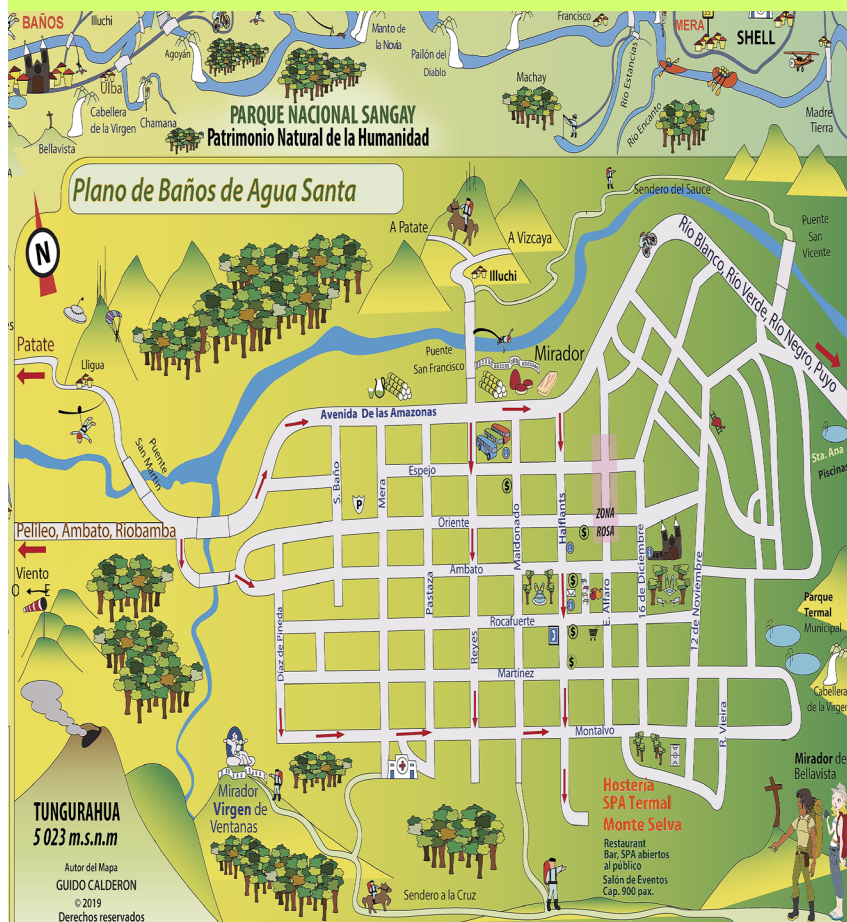 BAÑOS
Illuchi
Agoyán
Manto de
la Novia
Pailón del
Diablo
Francisco
Río Estancias
MERA
SHELL
Ulba
Cabellera
de la Virgen
Chamana
Bellavista
Machay
Río Encanto
Madre
Tierra
PARQUE NACIONAL SANGAY
Patrimonio Natural de la Humanidad
Plano de Baños de Agua Santa
N
A Patate
A Vizcaya
Illuchi
Sendero del Sauce
Puente
San
Vicente
Río Blanco, Río Verde, Río Negro, Puyo
Patate
Lligua
Puente
San Francisco
Mirador
Puente
San Martín
Avenida De las Amazonas
Espejo
S. Baño
Mera
P
Oriente
Maldonado
Halflants
ZONA
ROSA
Sta. Ana
Piscinas
Pelileo, Ambato, Riobamba
Viento
O
E
Ambato
Pastaza
Rocafuerte
Reyes
Díaz de Pineda
E. Alfaro
16 de Diciembre
12 de Noviembre
Martínez
Montalvo
R. Vieira
$
$
$
$
$
Parque
Termal
Municipal
Cabellera
de la Virgen
Mirador
Virgen de
Ventanas
Mirador de
Bellavista
Hostería
SPA Termal
Monte Selva
Restaurant
Bar, SPA abiertos
al público
Salón de Eventos
Cap. 900 pax.
Sendero a la Cruz
TUNGURAHUA
5 023 m.s.n.m
Autor del Mapa
GUIDO CALDERON
© 2019
Derechos reservados